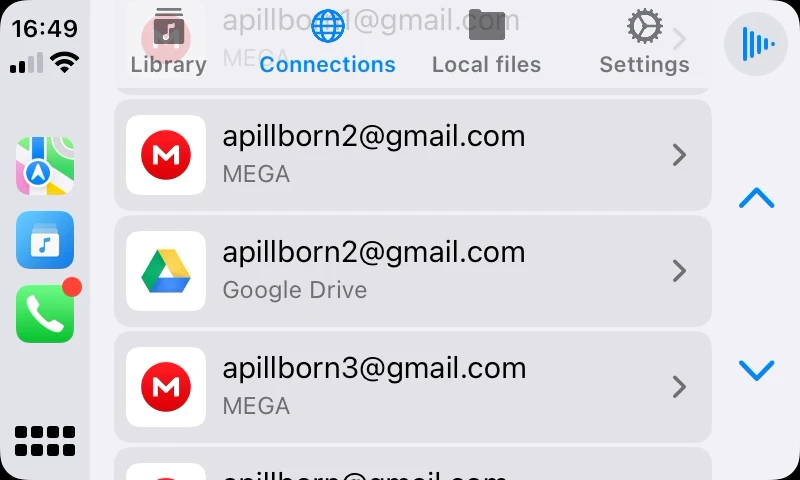 16:49
apillborn1@gmail.com
MEGA
Library
Connections
Local files
Settings
apillborn2@gmail.com
MEGA
apillborn2@gmail.com
Google Drive
apillborn3@gmail.com
MEGA
apillborn@gmail.com